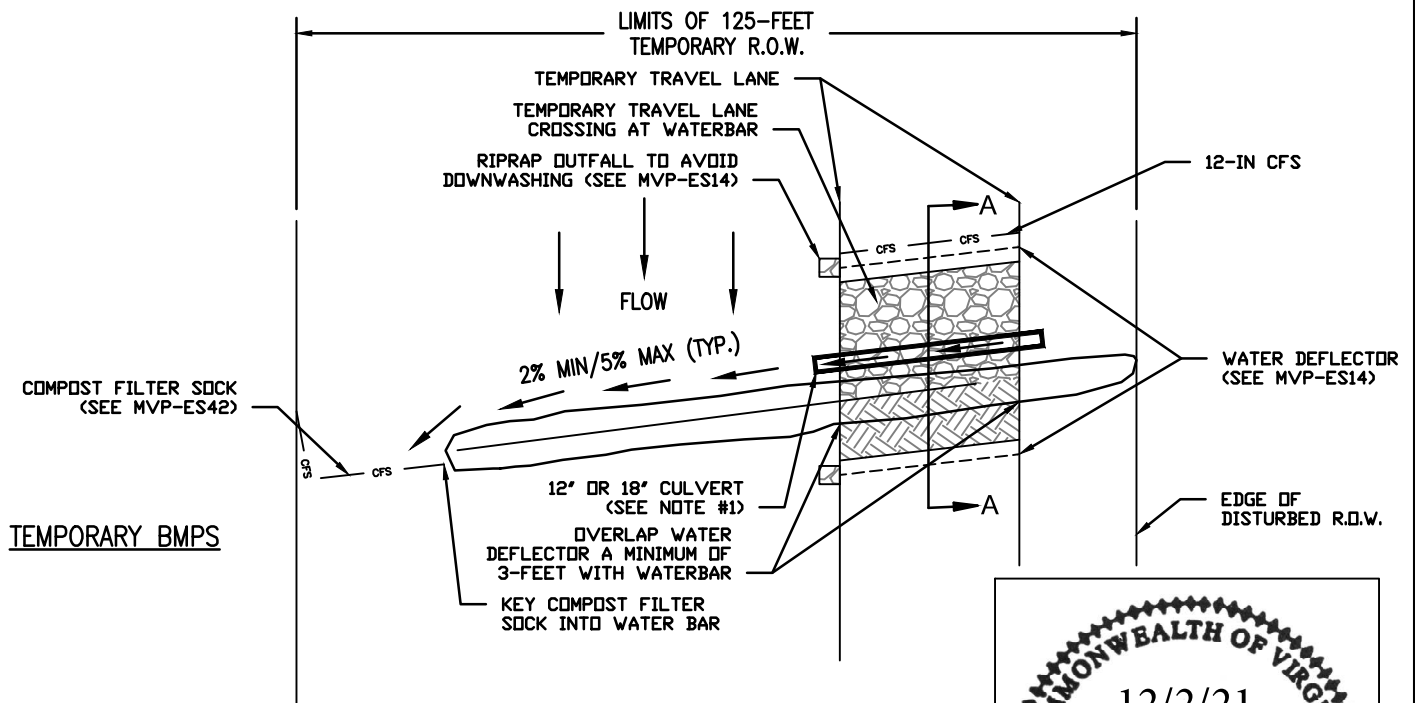 LIMITS OF 125-FEET
TEMPORARY R.O.W.
TEMPORARY TRAVEL LANE
TEMPORARY TRAVEL LANE
CROSSING AT WATERBAR
RIPRAP OUTFALL TO AVOID
DOWNWASHING (SEE MVP-ES14)
12-IN CFS
A
CFS
CFS
FLOW
2% MIN/5% MAX (TYP.)
WATER DEFLECTOR
(SEE MVP-ES14)
COMPOST FILTER SOCK
(SEE MVP-ES42)
CFS
CFS
12" OR 18" CULVERT
(SEE NOTE #1)
A
EDGE OF
DISTURBED R.O.W.
TEMPORARY BMPS
OVERLAP WATER
DEFLECTOR A MINIMUM OF
3-FEET WITH WATERBAR
KEY COMPOST FILTER
SOCK INTO WATER BAR
OF
12/2/21